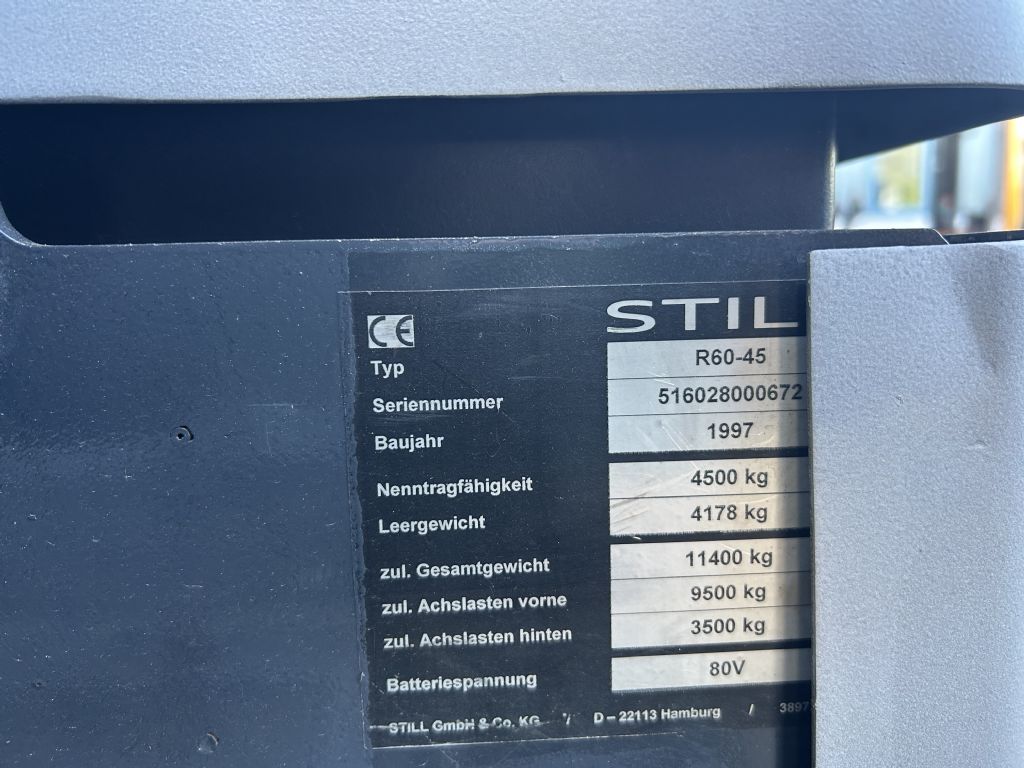 CE
STIL
Typ R60-45
Seriennummer 516028000672
Baujahr 1997
Nenntragfähigkeit 4500 kg
Leergewicht 4178 kg
zul. Gesamtgewicht 11400 kg
zul. Achslasten vorne 9500 kg
zul. Achslasten hinten 3500 kg
Batteriespannung 80V
STILL GmbH & Co. KG / D – 22113 Hamburg / 3897